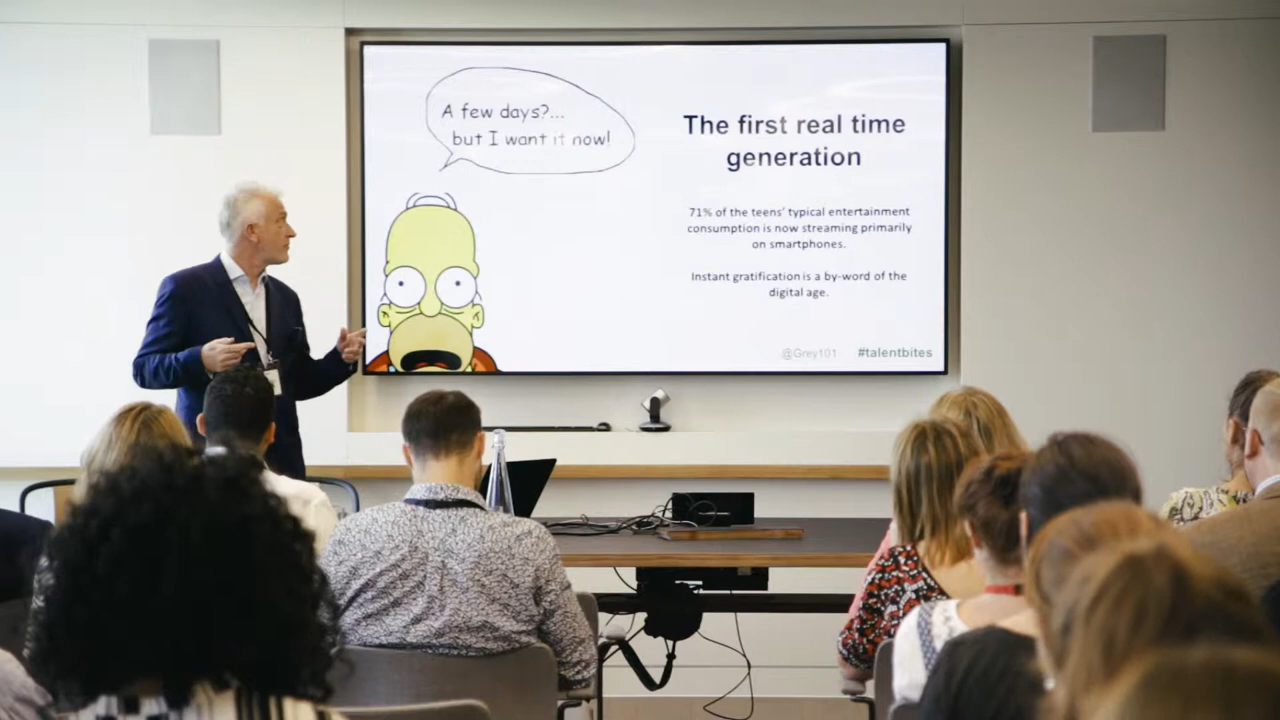 A few days?...
but I want it now!
The first real time
generation
71% of the teens' typical entertainment
consumption is now streaming primarily
on smartphones.
Instant gratification is a by-word of the
digital age.
@Grey101 #talentbites